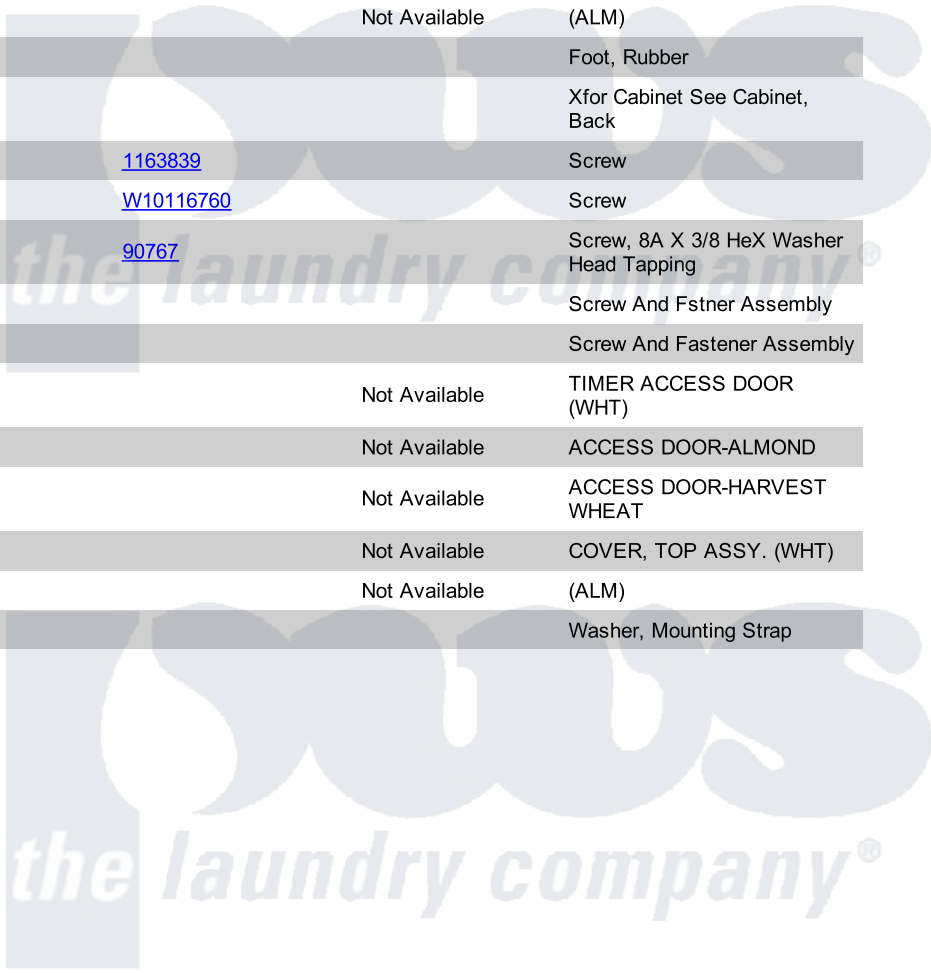 Not Available (ALM)
Foot, Rubber
Xfor Cabinet See Cabinet,
Back
1163839 Screw
W10116760 Screw
90767 Screw, 8A X 3/8 HeX Washer
Head Tapping
Screw And Fstner Assembly
Screw And Fastener Assembly
Not Available TIMER ACCESS DOOR
(WHT)
Not Available ACCESS DOOR-ALMOND
Not Available ACCESS DOOR-HARVEST
WHEAT
Not Available COVER, TOP ASSY. (WHT)
Not Available (ALM)
Washer, Mounting Strap
pws
the laundry company®
pws
the laundry company®